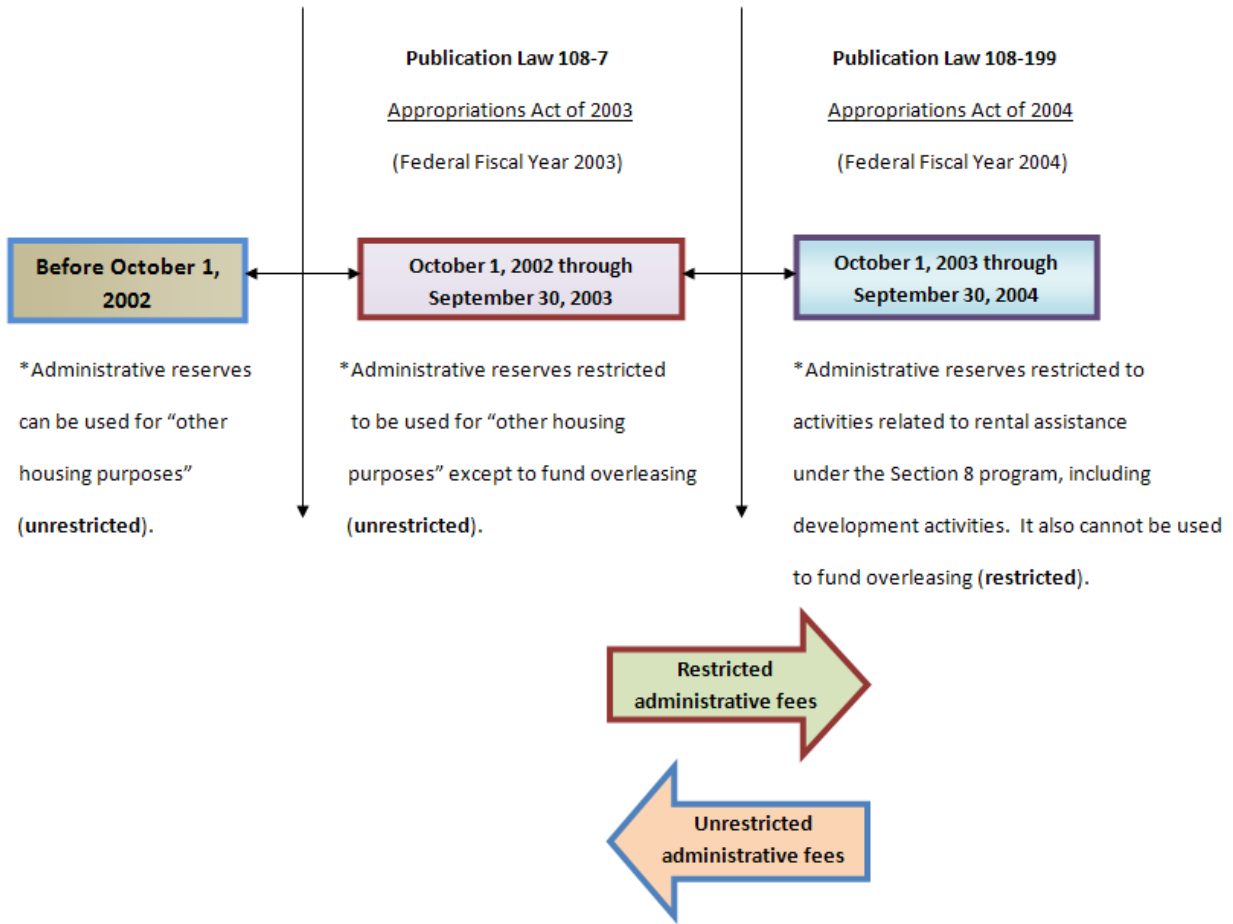 Publication Law 108-7
Appropriations Act of 2003
(Federal Fiscal Year 2003)
Publication Law 108-199
Appropriations Act of 2004
(Federal Fiscal Year 2004)
Before October 1,
2002
October 1, 2002 through
September 30, 2003
October 1, 2003 through
September 30, 2004
*Administrative reserves
can be used for “other
housing purposes”
(unrestricted).
*Administrative reserves restricted
to be used for “other housing
purposes” except to fund overleasing
(unrestricted).
*Administrative reserves restricted to
activities related to rental assistance
under the Section 8 program, including
development activities.  It also cannot be used
to fund overleasing (restricted).
Restricted
administrative fees
Unrestricted
administrative fees